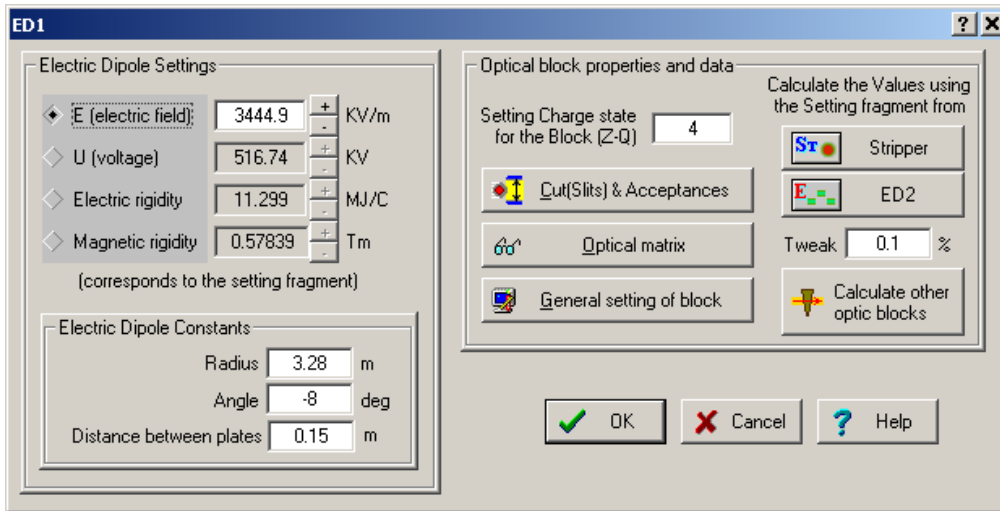 ED1
Electric Dipole Settings
E (electric field) 3444.9 + - KV/m
U (voltage) 516.74 + - KV
Electric rigidity 11.299 + - MJ/C
Magnetic rigidity 0.57839 + - Tm
(corresponds to the setting fragment)
Electric Dipole Constants
Radius 3.28 m
Angle -8 deg
Distance between plates 0.15 m
Optical block properties and data
Setting Charge state
for the Block (Z-Q) 4
Cut(Slits) & Acceptances
Optical matrix
General setting of block
Calculate the Values using
the Setting fragment from
ST Stripper
E ED2
Tweak 0.1 %
Calculate other
optic blocks
OK Cancel ? Help
? X